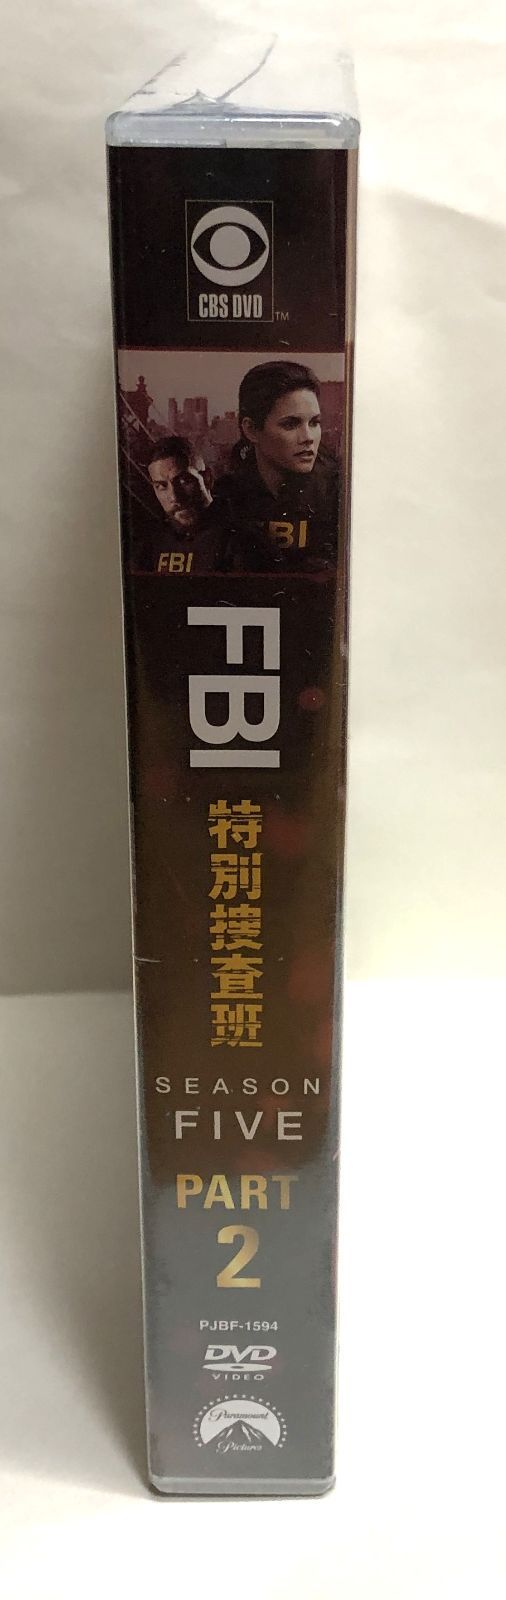 CBS DVD
TM
FBI
FBI
FBI
特別捜査班
SEASON
FIVE
PART
2
PJBF-1594
DVD
VIDEO
Paramount
Pictures